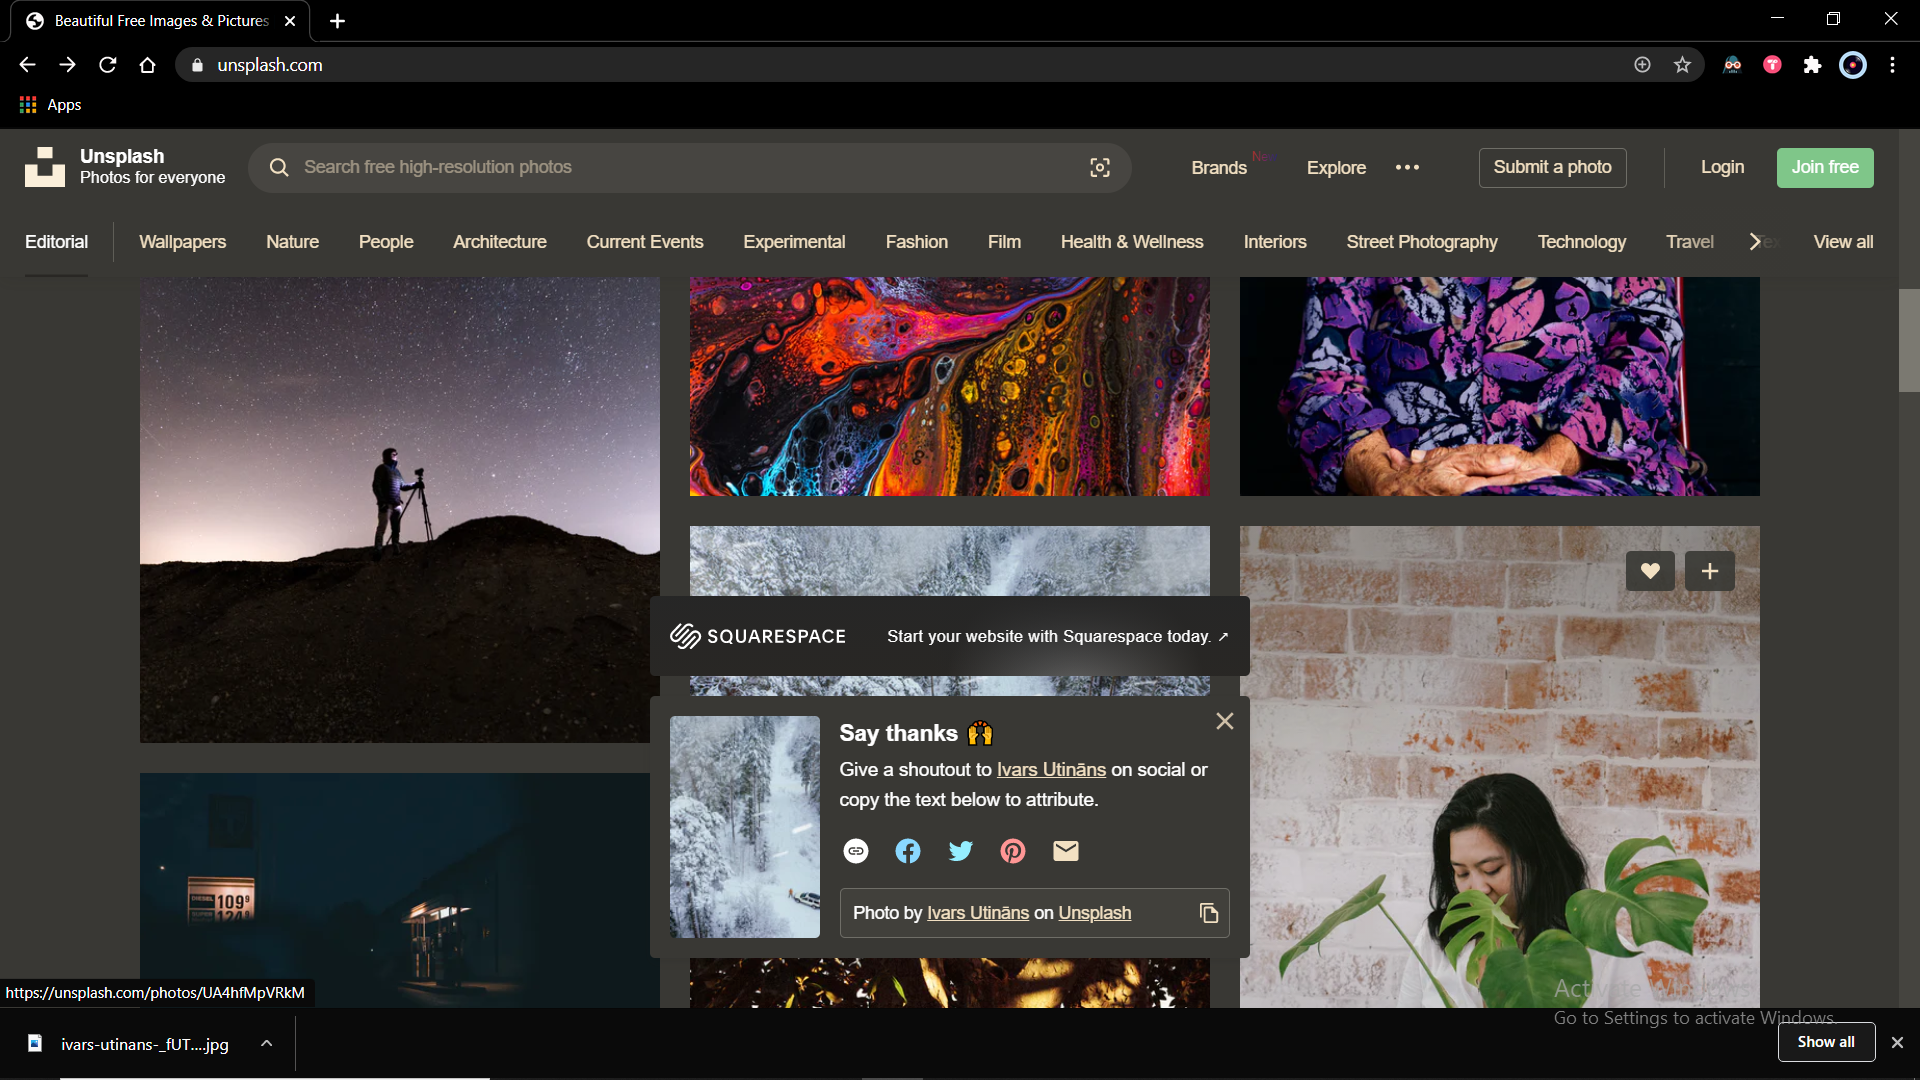 Beautiful Free Images & Pictures
unsplash.com
Apps
Unsplash
Photos for everyone
Search free high-resolution photos
Brands
Explore
Submit a photo
Login
Join free
Editorial
Wallpapers
Nature
People
Architecture
Current Events
Experimental
Fashion
Film
Health & Wellness
Interiors
Street Photography
Technology
Travel
View all
SQUARESPACE
Start your website with Squarespace today. ↗
Say thanks 🙌
Give a shoutout to Ivars Utināns on social or
copy the text below to attribute.
Photo by Ivars Utināns on Unsplash
DIESEL 109⁹
https://unsplash.com/photos/UA4hfMpVRkM
Go to Settings to activate Windows.
ivars-utinans-_fUT....jpg
Show all